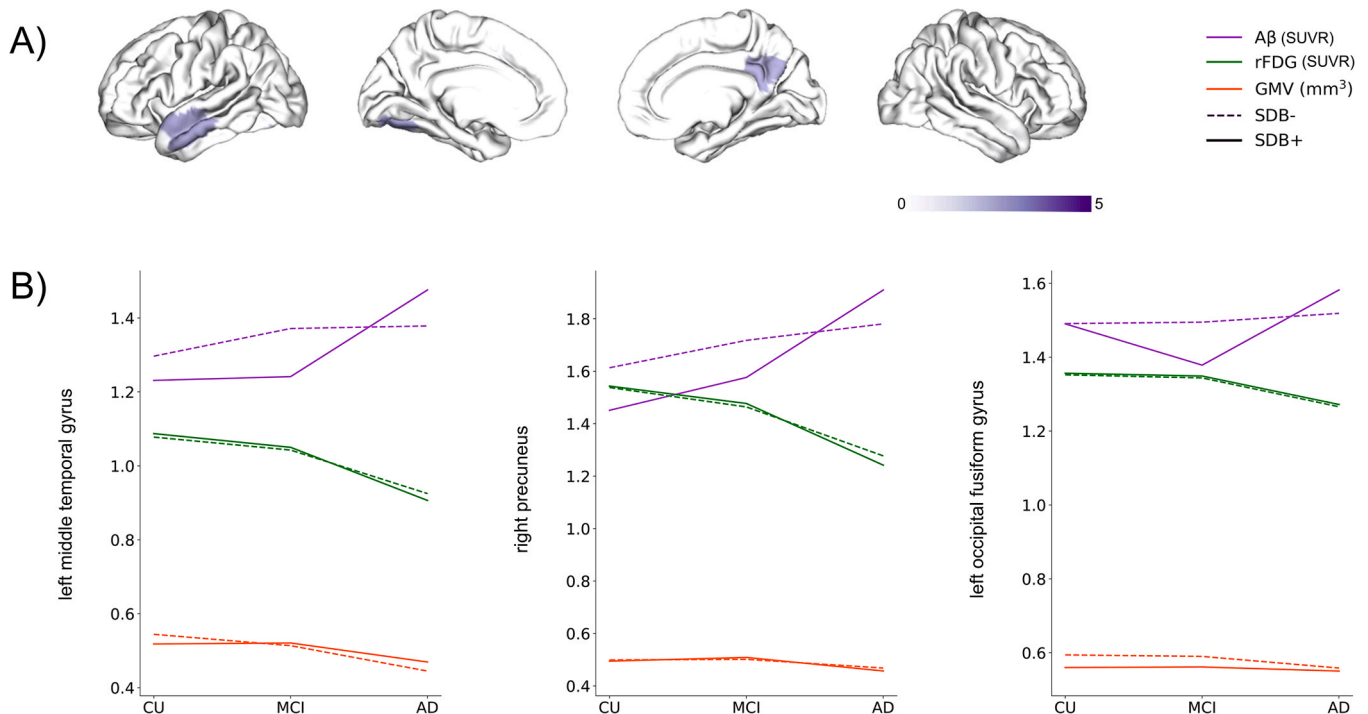 A)
Aβ (SUVR)
rFDG (SUVR)
GMV (mm³)
SDB-
SDB+
0 5
B)
left middle temporal gyrus
1.4
1.2
1.0
0.8
0.6
0.4
CU MCI AD
right precuneus
1.8
1.6
1.4
1.2
1.0
0.8
0.6
0.4
CU MCI AD
left occipital fusiform gyrus
1.6
1.4
1.2
1.0
0.8
0.6
CU MCI AD